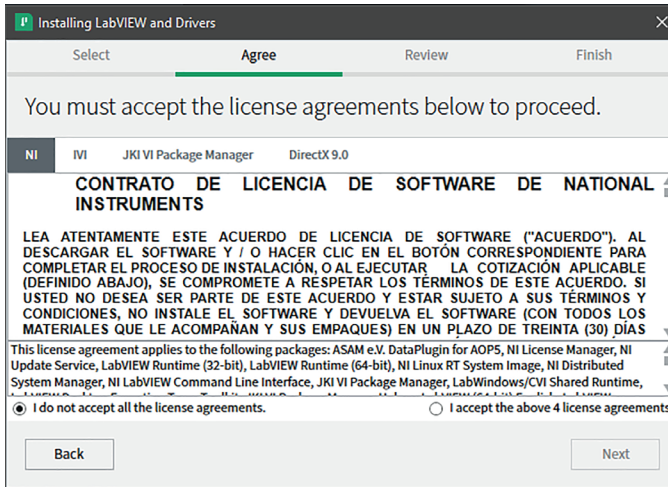 Installing LabVIEW and Drivers
Select Agree Review Finish
You must accept the license agreements below to proceed.
NI IVI JKI VI Package Manager DirectX 9.0
CONTRATO DE LICENCIA DE SOFTWARE DE NATIONAL
INSTRUMENTS
LEA ATENTAMENTE ESTE ACUERDO DE LICENCIA DE SOFTWARE ("ACUERDO"). AL
DESCARGAR EL SOFTWARE Y / O HACER CLIC EN EL BOTÓN CORRESPONDIENTE PARA
COMPLETAR EL PROCESO DE INSTALACIÓN, O AL EJECUTAR LA COTIZACIÓN APLICABLE
(DEFINIDO ABAJO), SE COMPROMETE A RESPETAR LOS TÉRMINOS DE ESTE ACUERDO. SI
USTED NO DESEA SER PARTE DE ESTE ACUERDO Y ESTAR SUJETO A SUS TÉRMINOS Y
CONDICIONES, NO INSTALE EL SOFTWARE Y DEVUELVA EL SOFTWARE (CON TODOS LOS
MATERIALES QUE LE ACOMPAÑAN Y SUS EMPAQUES) EN UN PLAZO DE TREINTA (30) DÍAS
This license agreement applies to the following packages: ASAM e.V. DataPlugin for AOP5, NI License Manager, NI
Update Service, LabVIEW Runtime (32-bit), LabVIEW Runtime (64-bit), NI Linux RT System Image, NI Distributed
System Manager, NI LabVIEW Command Line Interface, JKI VI Package Manager, LabWindows/CVI Shared Runtime,
I do not accept all the license agreements. I accept the above 4 license agreements
Back Next